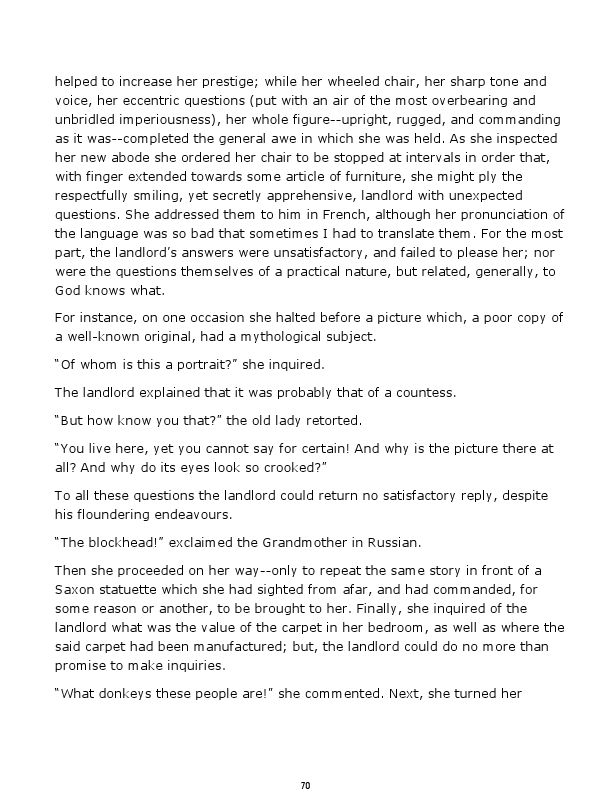 helped to increase her prestige; while her wheeled chair, her sharp tone and
voice, her eccentric questions (put with an air of the most overbearing and
unbridled imperiousness), her whole figure--upright, rugged, and commanding
as it was--completed the general awe in which she was held. As she inspected
her new abode she ordered her chair to be stopped at intervals in order that,
with finger extended towards some article of furniture, she might ply the
respectfully smiling, yet secretly apprehensive, landlord with unexpected
questions. She addressed them to him in French, although her pronunciation of
the language was so bad that sometimes I had to translate them. For the most
part, the landlord’s answers were unsatisfactory, and failed to please her; nor
were the questions themselves of a practical nature, but related, generally, to
God knows what.
For instance, on one occasion she halted before a picture which, a poor copy of
a well-known original, had a mythological subject.
“Of whom is this a portrait?” she inquired.
The landlord explained that it was probably that of a countess.
“But how know you that?” the old lady retorted.
“You live here, yet you cannot say for certain! And why is the picture there at
all? And why do its eyes look so crooked?”
To all these questions the landlord could return no satisfactory reply, despite
his floundering endeavours.
“The blockhead!” exclaimed the Grandmother in Russian.
Then she proceeded on her way--only to repeat the same story in front of a
Saxon statuette which she had sighted from afar, and had commanded, for
some reason or another, to be brought to her. Finally, she inquired of the
landlord what was the value of the carpet in her bedroom, as well as where the
said carpet had been manufactured; but, the landlord could do no more than
promise to make inquiries.
“What donkeys these people are!” she commented. Next, she turned her
70